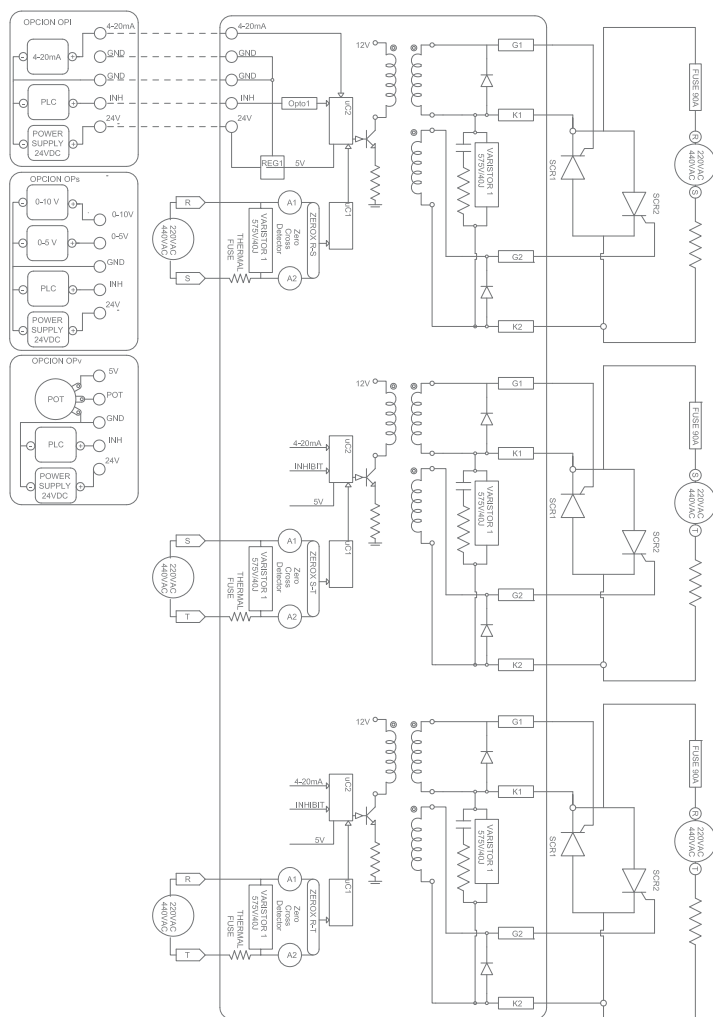 OPCION OPI
4-20mA
4-20mA
GND
GND
PLC
INH
POWER
SUPPLY
24VDC
24V
OPCION OPs
0-10 V
0-10V
0-5 V
0-5V
GND
PLC
INH
24V
POWER
SUPPLY
24VDC
OPCION OPv
5V
POT
POT
GND
PLC
INH
24V
POWER
SUPPLY
24VDC
4-20mA
GND
GND
INH
24V
Opto1
REG1
5V
uC2
uC1
12V
R
S
220VAC
440VAC
THERMAL
FUSE
VARISTOR 1
575V/40J
A1
A2
Zero
Cross
Detector
ZEROX R-S
VARISTOR 1
575V/40J
G1
K1
G2
K2
SCR1
SCR2
FUSE 90A
R
220VAC
440VAC
S
12V
4-20mA
INHIBIT
5V
uC2
uC1
S
T
220VAC
440VAC
THERMAL
FUSE
VARISTOR 1
575V/40J
A1
A2
Zero
Cross
Detector
ZEROX S-T
VARISTOR 1
575V/40J
G1
K1
G2
K2
SCR1
SCR2
FUSE 90A
S
220VAC
440VAC
T
12V
4-20mA
INHIBIT
5V
uC2
uC1
R
T
220VAC
440VAC
THERMAL
FUSE
VARISTOR 1
575V/40J
A1
A2
Zero
Cross
Detector
ZEROX R-T
VARISTOR 1
575V/40J
G1
K1
G2
K2
SCR1
SCR2
FUSE 90A
R
220VAC
440VAC
T